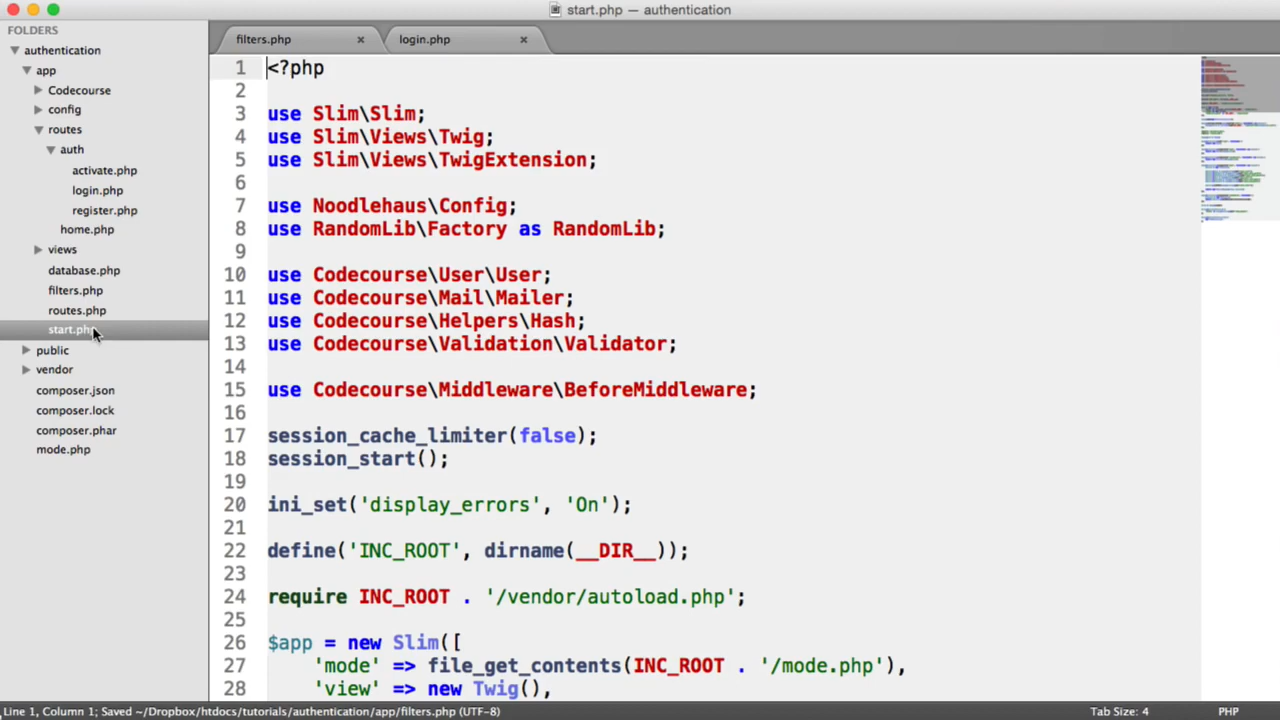 start.php — authentication
FOLDERS
authentication
app
Codecourse
config
routes
auth
activate.php
login.php
register.php
home.php
views
database.php
filters.php
routes.php
start.php
public
vendor
composer.json
composer.lock
composer.phar
mode.php
filters.php
login.php
1 <?php
2
3 use Slim\Slim;
4 use Slim\Views\Twig;
5 use Slim\Views\TwigExtension;
6
7 use Noodlehaus\Config;
8 use RandomLib\Factory as RandomLib;
9
10 use Codecourse\User\User;
11 use Codecourse\Mail\Mailer;
12 use Codecourse\Helpers\Hash;
13 use Codecourse\Validation\Validator;
14
15 use Codecourse\Middleware\BeforeMiddleware;
16
17 session_cache_limiter(false);
18 session_start();
19
20 ini_set('display_errors', 'On');
21
22 define('INC_ROOT', dirname(__DIR__));
23
24 require INC_ROOT . '/vendor/autoload.php';
25
26 $app = new Slim([
27 'mode' => file_get_contents(INC_ROOT . '/mode.php'),
28 'view' => new Twig(),
Line 1, Column 1; Saved ~/Dropbox/htdocs/tutorials/authentication/app/filters.php (UTF-8)
Tab Size: 4
PHP